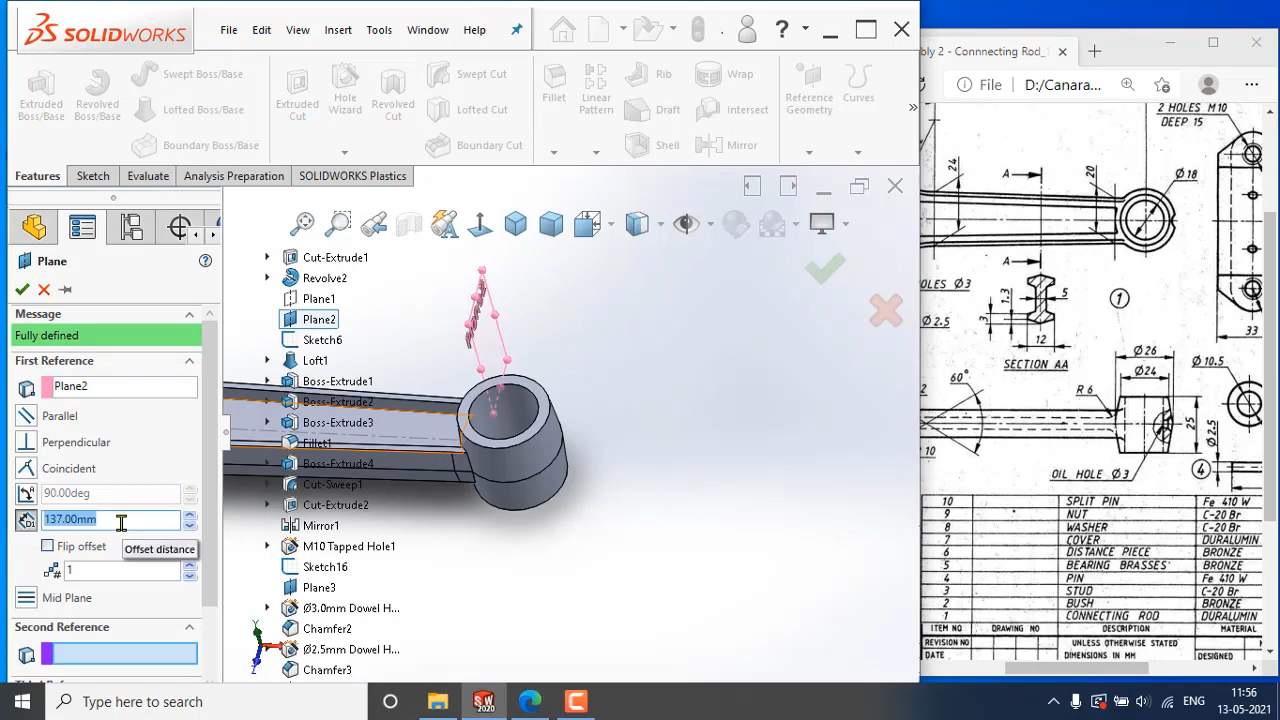 SOLIDWORKS
File Edit View Insert Tools Window Help
Extruded Boss/Base
Revolved Boss/Base
Swept Boss/Base
Lofted Boss/Base
Boundary Boss/Base
Extruded Cut
Hole Wizard
Revolved Cut
Swept Cut
Lofted Cut
Boundary Cut
Fillet
Linear Pattern
Rib
Draft
Shell
Wrap
Intersect
Mirror
Reference Geometry
Curves
Features Sketch Evaluate Analysis Preparation SOLIDWORKS Plastics
Plane
Message
Fully defined
First Reference
Plane2
Parallel
Perpendicular
Coincident
90.00deg
137.00mm
Flip offset
Offset distance
1
Mid Plane
Second Reference
Cut-Extrude1
Revolve2
Plane1
Plane2
Sketch6
Loft1
Boss-Extrude1
Boss-Extrude2
Boss-Extrude3
Fillet1
Boss-Extrude4
Cut-Sweep1
Cut-Extrude2
Mirror1
M10 Tapped Hole1
Sketch16
Plane3
Ø3.0mm Dowel H...
Chamfer2
Ø2.5mm Dowel H...
Chamfer3
Y
Z
bly 2 - Connnecting Rod_
File D:/Canara...
2 HOLES M10
DEEP 15
24
A
20
Ø 18
A
OLES Ø3
1.3
5
1
Ø 2.5
3
12
33
SECTION AA
Ø 26
Ø 24
Ø 10.5
2
60°
R 6
25
Ø 2.5
10
OIL HOLE Ø3
4
10 SPLIT PIN Fe 410 W
9 NUT C-20 Br
8 WASHER C-20 Br
7 COVER DURALUMIN
6 DISTANCE PIECE BRONZE
5 BEARING BRASSES BRONZE
4 PIN Fe 410 W
3 STUD C-20 Br
2 BUSH BRONZE
1 CONNECTING ROD DURALUMIN
ITEM NO DRAWING NO DESCRIPTION MATERIAL
REVISION NO UNLESS OTHERWISE STATED
DATE DIMENSIONS IN MM DESIGNED
Type here to search
SW
2020
ENG
11:56
13-05-2021